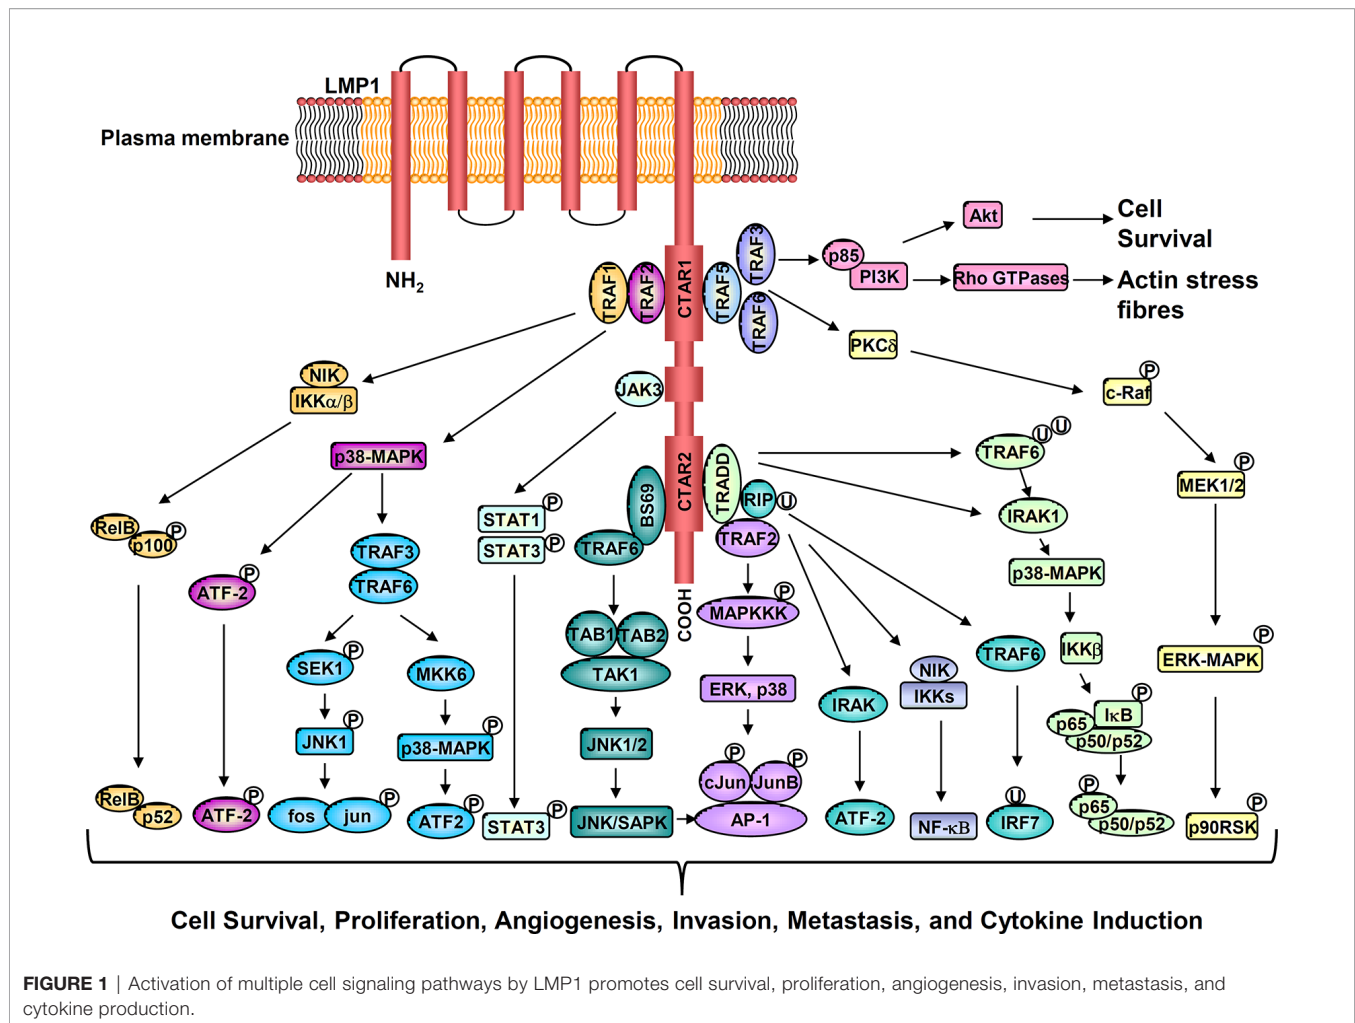 LMP1
Plasma membrane
NH2
CTAR1
TRAF1
TRAF2
TRAF5
TRAF3
TRAF6
p85
PI3K
Akt
Cell
Survival
Rho GTPases
Actin stress
fibres
PKCδ
c-Raf
P
MEK1/2
P
ERK-MAPK
P
p90RSK
P
NIK
IKKα/β
RelB
p100
P
RelB
p-52
p38-MAPK
ATF-2
P
ATF-2
P
TRAF3
TRAF6
SEK1
P
JNK1
P
fos
jun
P
MKK6
p38-MAPK
P
ATF2
P
JAK3
STAT1
P
STAT3
P
STAT3
P
CTAR2
COOH
BS69
TRAF6
TAB1
TAB2
TAK1
JNK1/2
JNK/SAPK
TRADD
RIP
U
TRAF2
MAPKKK
P
ERK, p38
P
P
cJun
JunB
AP-1
IRAK
ATF-2
NIK
IKKs
NF-κB
TRAF6
U
IRF7
TRAF6
U
U
IRAK1
p38-MAPK
IKKβ
P
IκB
p65
p50/p52
P
p65
p50/p52
Cell Survival, Proliferation, Angiogenesis, Invasion, Metastasis, and Cytokine Induction
FIGURE 1 | Activation of multiple cell signaling pathways by LMP1 promotes cell survival, proliferation, angiogenesis, invasion, metastasis, and
cytokine production.